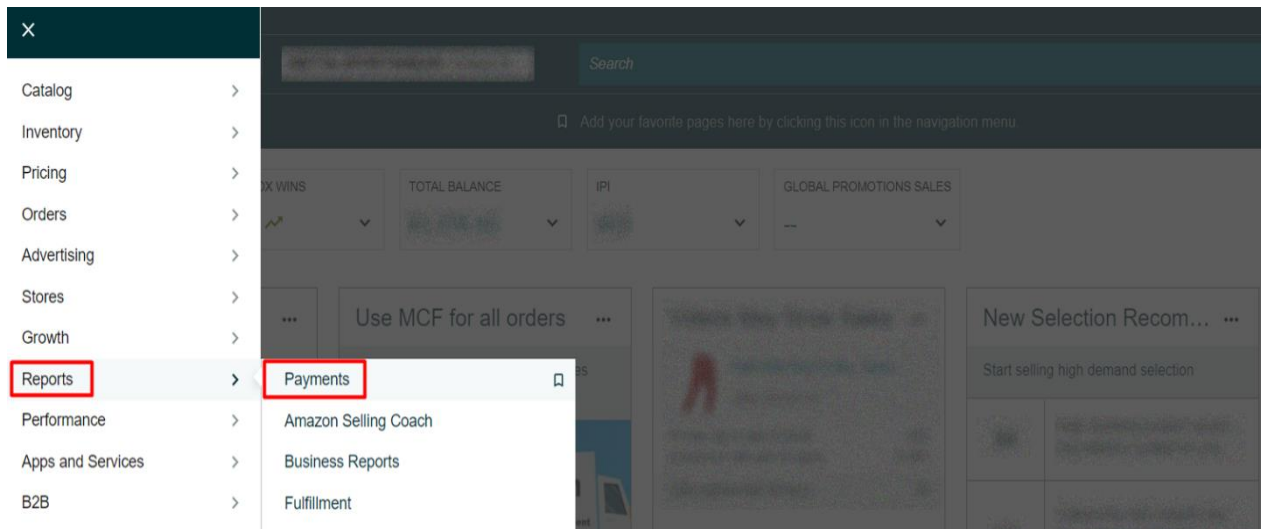 Search
Add your favorite pages here by clicking this icon in the navigation menu.
Catalog
Inventory
Pricing
Orders
Advertising
Stores
Growth
Reports
Performance
Apps and Services
B2B
Payments
Amazon Selling Coach
Business Reports
Fulfillment
WINS
TOTAL BALANCE
IPI
GLOBAL PROMOTIONS SALES
--
...
Use MCF for all orders ...
New Selection Recom... ...
Start selling high demand selection